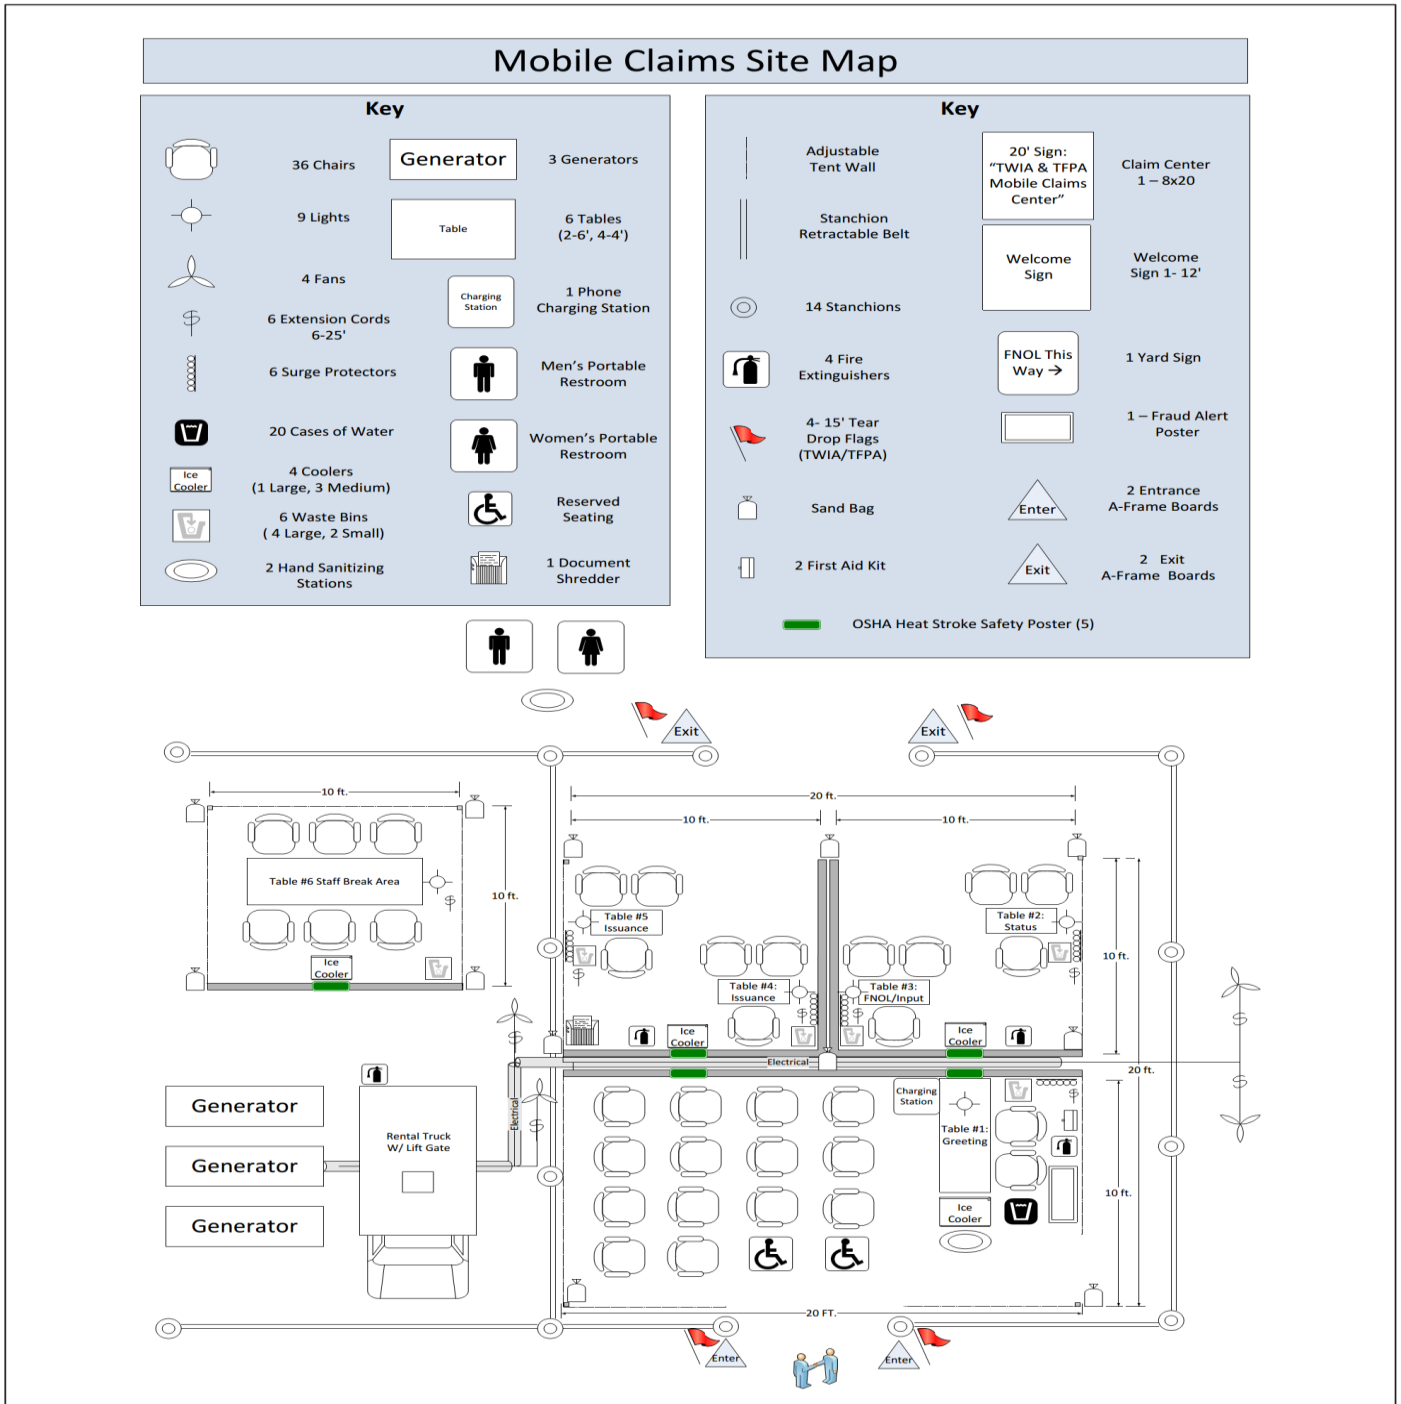 Mobile Claims Site Map
Key
36 Chairs
Generator
3 Generators
9 Lights
Table
6 Tables
(2-6', 4-4')
4 Fans
Charging
Station
1 Phone
Charging Station
6 Extension Cords
6-25'
6 Surge Protectors
Men's Portable
Restroom
20 Cases of Water
Women's Portable
Restroom
Ice
Cooler
4 Coolers
(1 Large, 3 Medium)
Reserved
Seating
6 Waste Bins
( 4 Large, 2 Small)
2 Hand Sanitizing
Stations
1 Document
Shredder
Key
Adjustable
Tent Wall
20' Sign:
"TWIA & TFPA
Mobile Claims
Center"
Claim Center
1 – 8x20
Stanchion
Retractable Belt
Welcome
Sign
Welcome
Sign 1- 12'
14 Stanchions
4 Fire
Extinguishers
FNOL This
Way →
1 Yard Sign
4- 15' Tear
Drop Flags
(TWIA/TFPA)
1 – Fraud Alert
Poster
Sand Bag
Enter
2 Entrance
A-Frame Boards
2 First Aid Kit
Exit
2 Exit
A-Frame Boards
OSHA Heat Stroke Safety Poster (5)
Exit
Exit
10 ft.
20 ft.
10 ft.
10 ft.
Table #6 Staff Break Area
10 ft.
Ice
Cooler
Table #5
Issuance
Table #2:
Status
10 ft.
Table #4:
Issuance
Table #3:
FNOL/Input
Ice
Cooler
Ice
Cooler
Electrical
20 ft.
Electrical
Generator
Generator
Generator
Rental Truck
W/ Lift Gate
Charging
Station
Table #1:
Greeting
10 ft.
Ice
Cooler
20 FT.
Enter
Enter